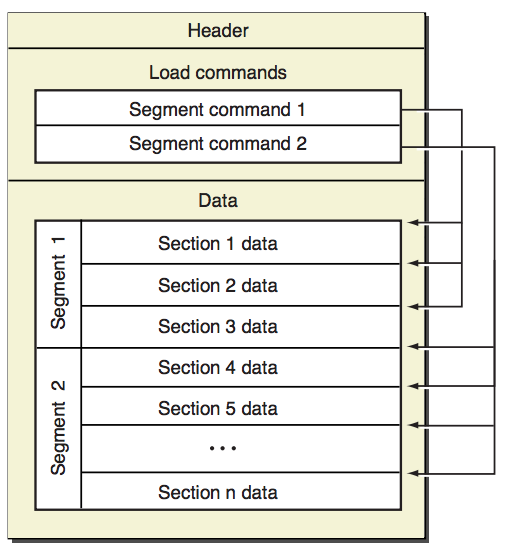 Header
Load commands
Segment command 1
Segment command 2
Data
Segment 1
Section 1 data
Section 2 data
Section 3 data
Segment 2
Section 4 data
Section 5 data
...
Section n data